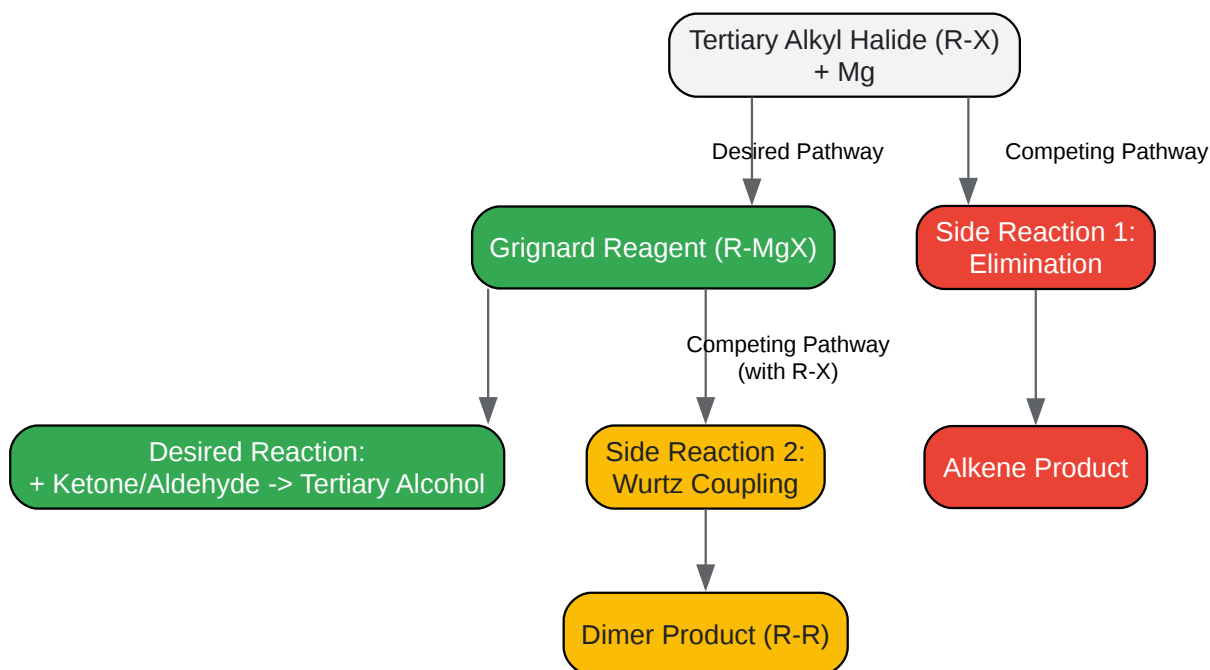 Tertiary Alkyl Halide (R-X)
+ Mg
Desired Pathway
Competing Pathway
Grignard Reagent (R-MgX)
Side Reaction 1:
Elimination
Competing Pathway
(with R-X)
Desired Reaction:
+ Ketone/Aldehyde -> Tertiary Alcohol
Side Reaction 2:
Wurtz Coupling
Alkene Product
Dimer Product (R-R)